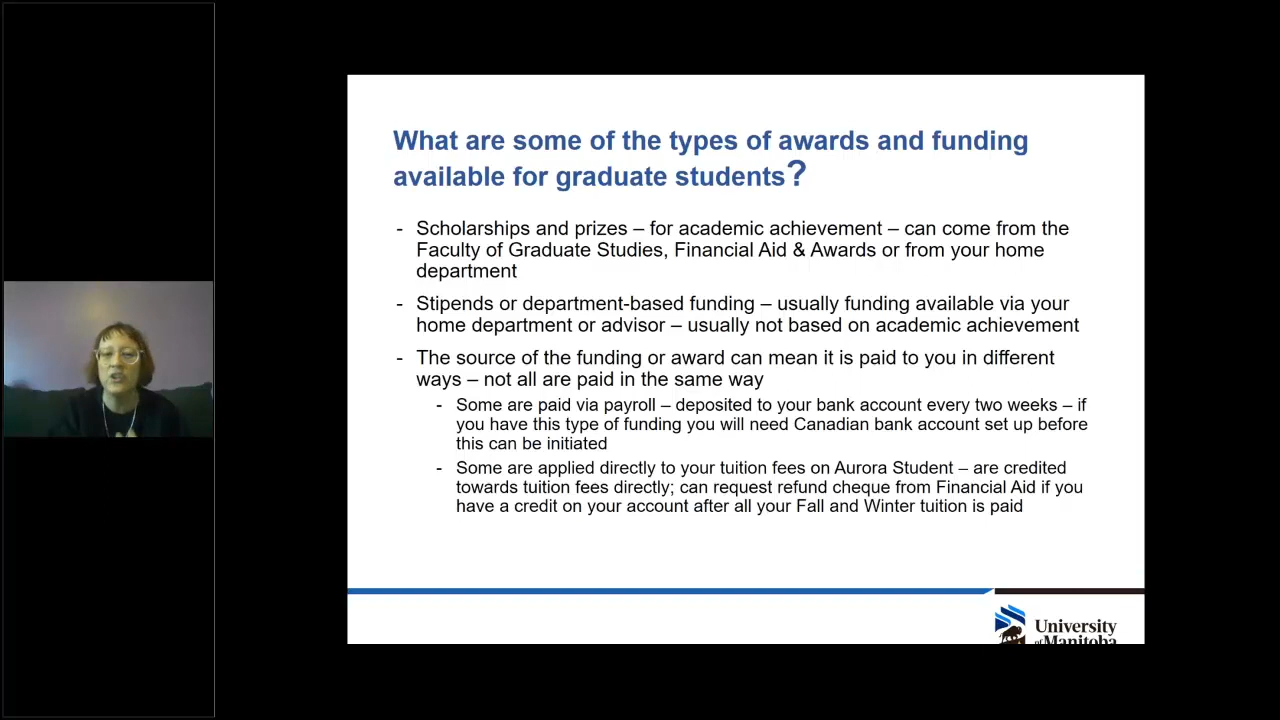 What are some of the types of awards and funding
available for graduate students?
- Scholarships and prizes – for academic achievement – can come from the
Faculty of Graduate Studies, Financial Aid & Awards or from your home
department
- Stipends or department-based funding – usually funding available via your
home department or advisor – usually not based on academic achievement
- The source of the funding or award can mean it is paid to you in different
ways – not all are paid in the same way
- Some are paid via payroll – deposited to your bank account every two weeks – if
you have this type of funding you will need Canadian bank account set up before
this can be initiated
- Some are applied directly to your tuition fees on Aurora Student – are credited
towards tuition fees directly; can request refund cheque from Financial Aid if you
have a credit on your account after all your Fall and Winter tuition is paid
University
of Manitoba